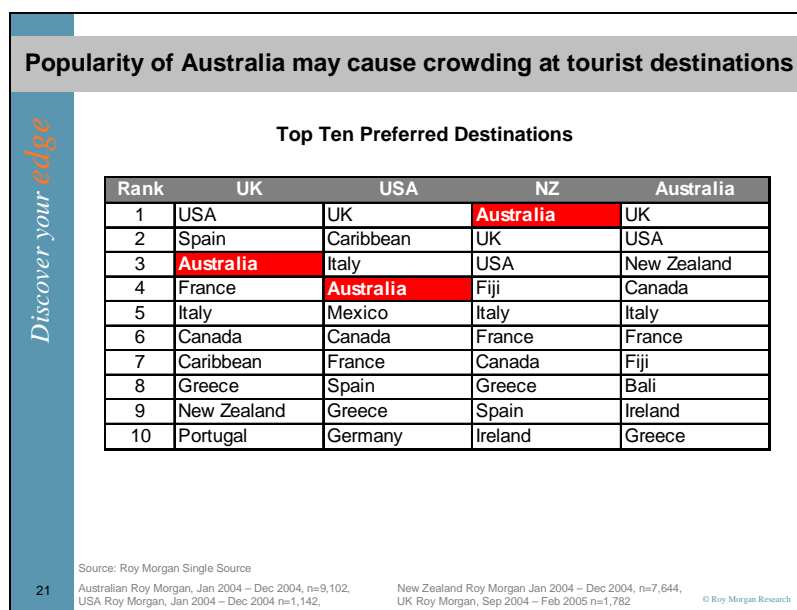 Popularity of Australia may cause crowding at tourist destinations
Discover your edge
Top Ten Preferred Destinations
Rank UK USA NZ Australia
1 USA UK Australia UK
2 Spain Caribbean UK USA
3 Australia Italy USA New Zealand
4 France Australia Fiji Canada
5 Italy Mexico Italy Italy
6 Canada Canada France France
7 Caribbean France Canada Fiji
8 Greece Spain Greece Bali
9 New Zealand Greece Spain Ireland
10 Portugal Germany Ireland Greece
Source: Roy Morgan Single Source
Australian Roy Morgan, Jan 2004 – Dec 2004, n=9,102,
USA Roy Morgan, Jan 2004 – Dec 2004 n=1,142,
New Zealand Roy Morgan Jan 2004 – Dec 2004, n=7,644,
UK Roy Morgan, Sep 2004 – Feb 2005 n=1,782
21
© Roy Morgan Research